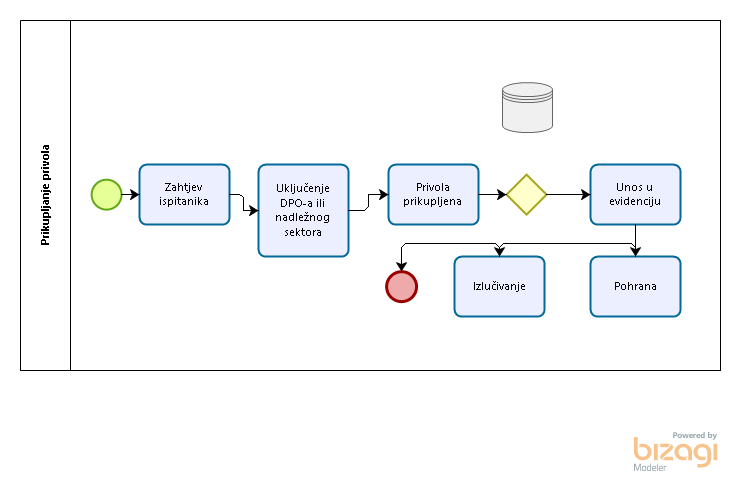 Prikupljanje privola
Zahtjev
ispitanika
Uključenje
DPO-a ili
nadležnog
sektora
Privola
prikupljena
Unos u
evidenciju
Izlučivanje
Pohrana
Powered by
bizagi
Modeler